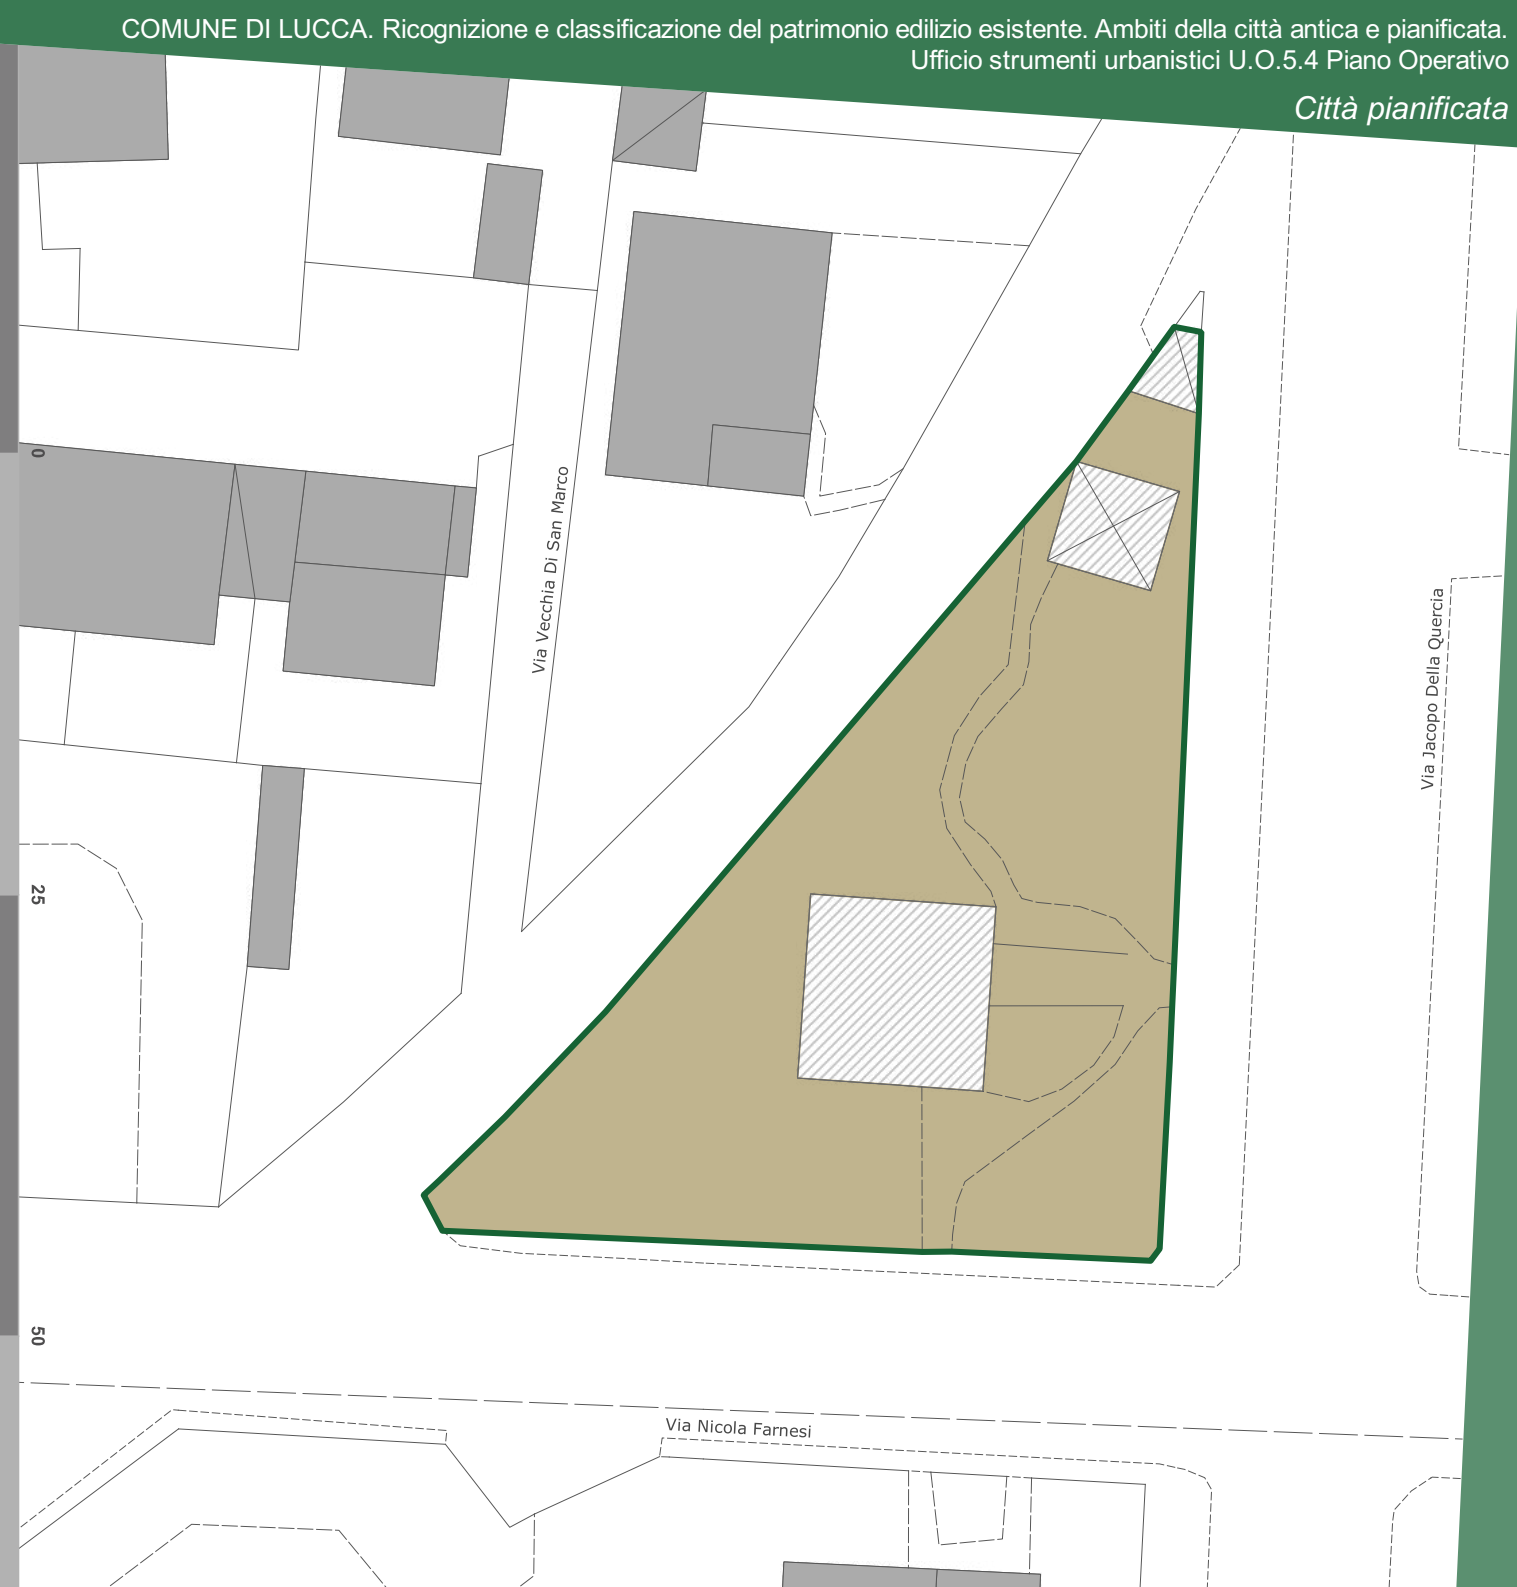 COMUNE DI LUCCA. Ricognizione e classificazione del patrimonio edilizio esistente. Ambiti della città antica e pianificata.
Ufficio strumenti urbanistici U.O.5.4 Piano Operativo
Città pianificata
0
25
50
Via Vecchia Di San Marco
Via Jacopo Della Quercia
Via Nicola Farnesi